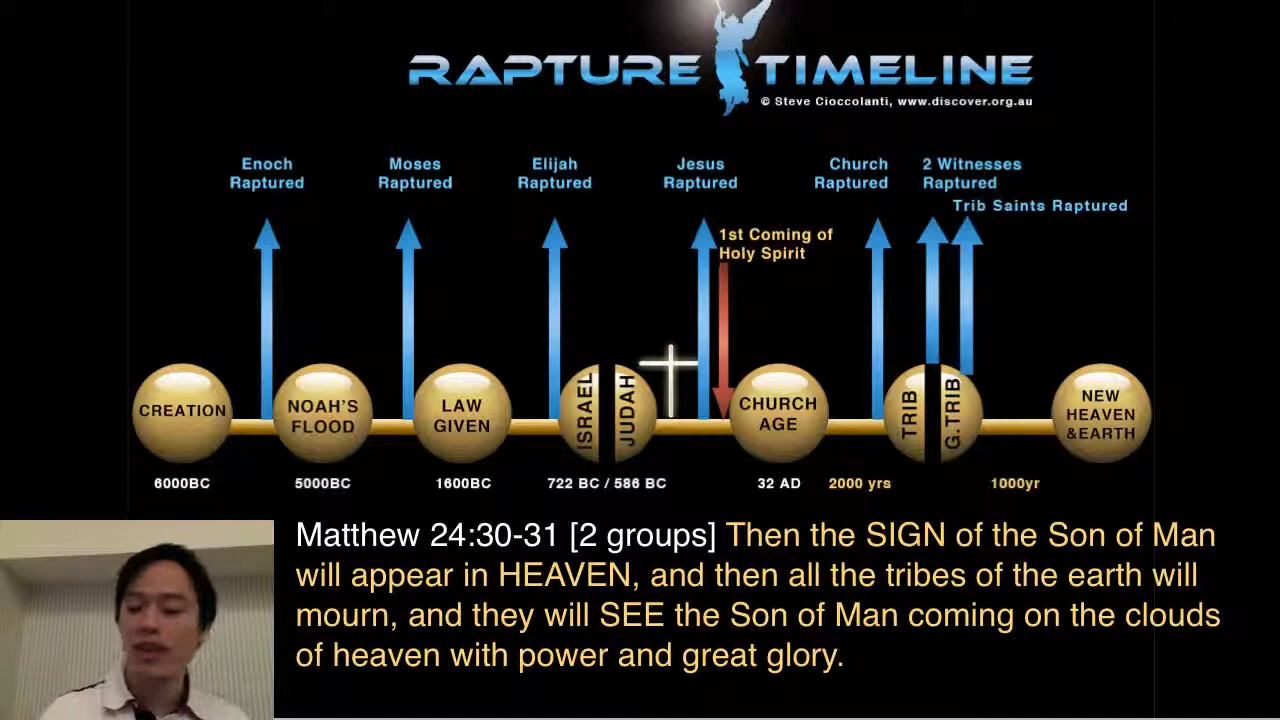 RAPTURE TIMELINE
© Steve Cioccolanti, www.discover.org.au
Enoch
Raptured
Moses
Raptured
Elijah
Raptured
Jesus
Raptured
Church
Raptured
2 Witnesses
Raptured
Trib Saints Raptured
1st Coming of
Holy Spirit
CREATION
NOAH'S
FLOOD
LAW
GIVEN
ISRAEL
JUDAH
CHURCH
AGE
TRIB
G.TRIB
NEW
HEAVEN
&EARTH
6000BC
5000BC
1600BC
722 BC / 586 BC
32 AD
2000 yrs
1000yr
Matthew 24:30-31 [2 groups] Then the SIGN of the Son of Man
will appear in HEAVEN, and then all the tribes of the earth will
mourn, and they will SEE the Son of Man coming on the clouds
of heaven with power and great glory.